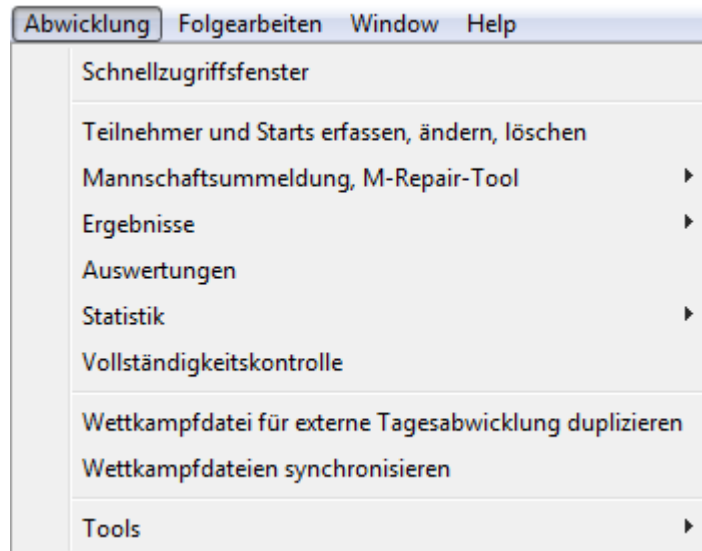 Abwicklung Folgearbeiten Window Help
Schnellzugriffsfenster
Teilnehmer und Starts erfassen, ändern, löschen
Mannschaftsummeldung, M-Repair-Tool
Ergebnisse
Auswertungen
Statistik
Vollständigkeitskontrolle
Wettkampfdatei für externe Tagesabwicklung duplizieren
Wettkampfdateien synchronisieren
Tools